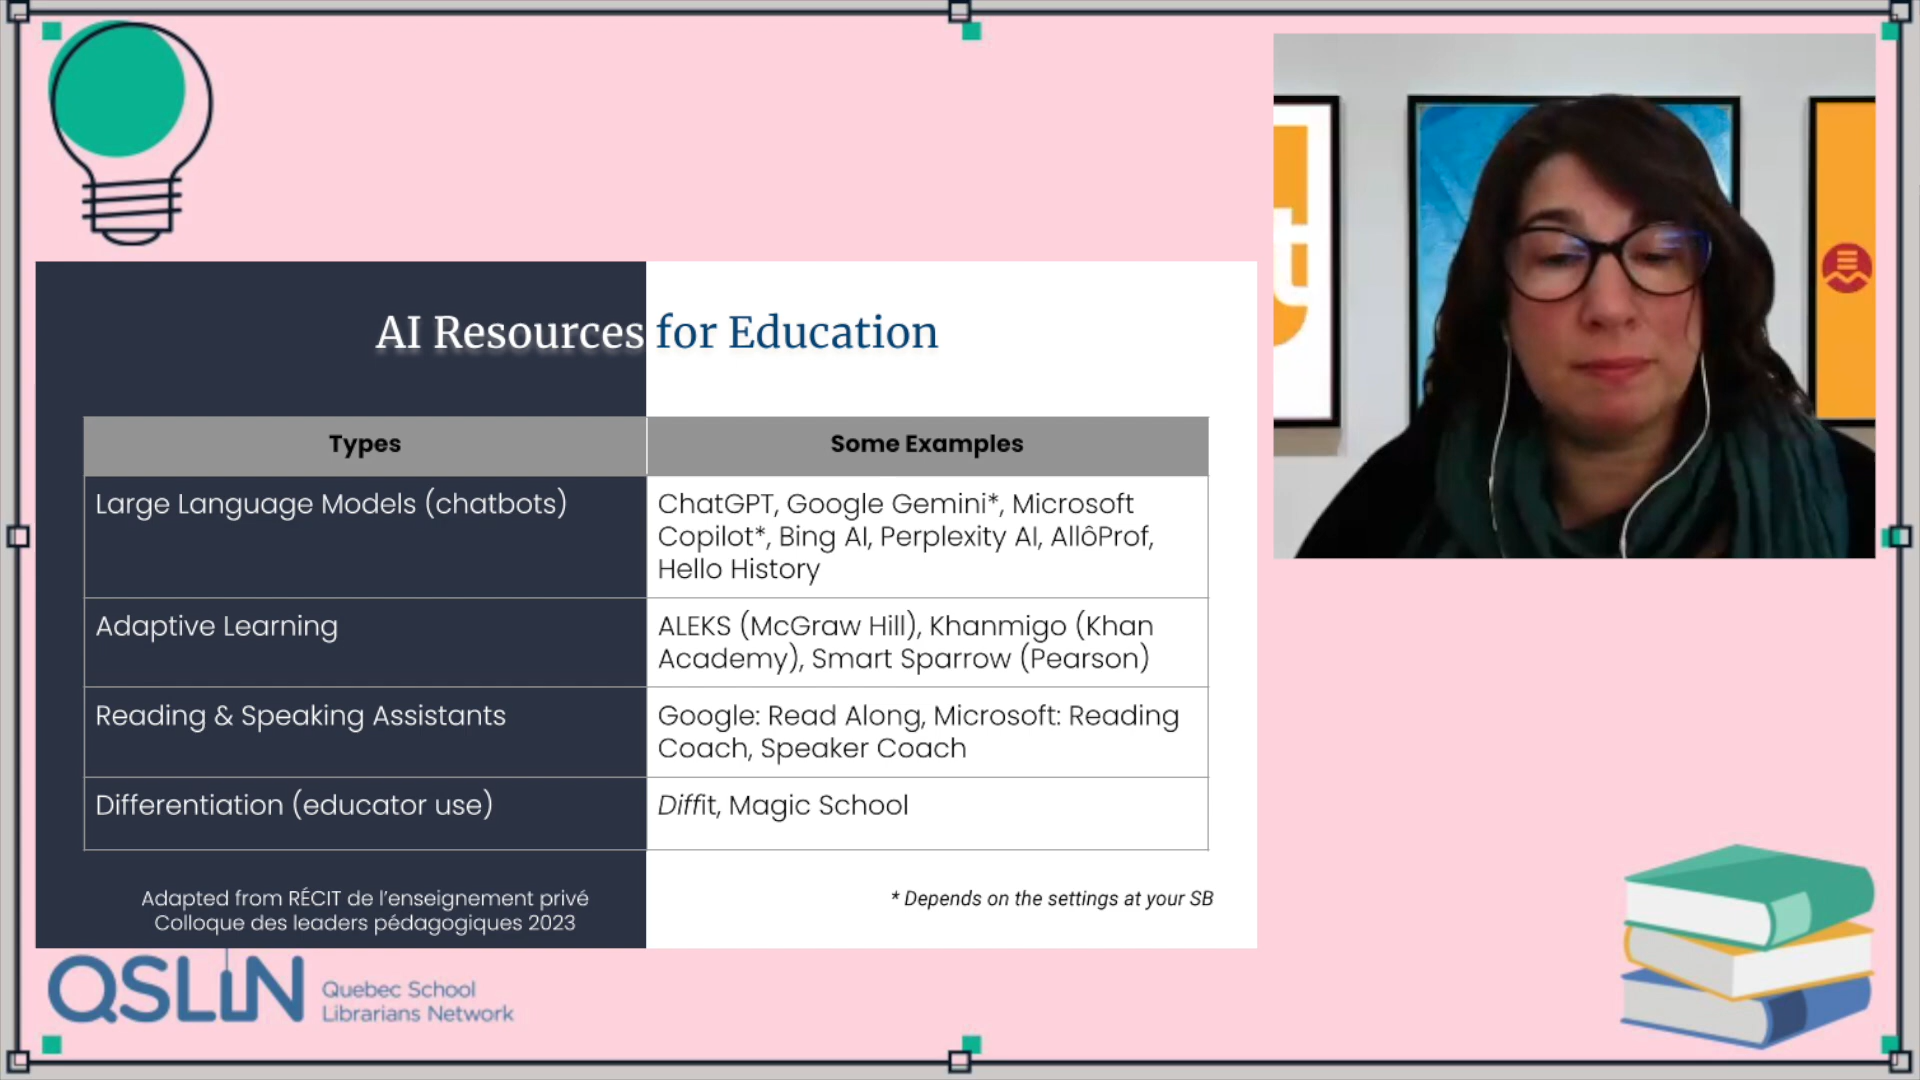 AI Resources for Education
Types
Some Examples
Large Language Models (chatbots)
ChatGPT, Google Gemini*, Microsoft
Copilot*, Bing AI, Perplexity AI, AllôProf,
Hello History
Adaptive Learning
ALEKS (McGraw Hill), Khanmigo (Khan
Academy), Smart Sparrow (Pearson)
Reading & Speaking Assistants
Google: Read Along, Microsoft: Reading
Coach, Speaker Coach
Differentiation (educator use)
Diffit, Magic School
Adapted from RÉCIT de l'enseignement privé
Colloque des leaders pédagogiques 2023
* Depends on the settings at your SB
QSLiN
Quebec School
Librarians Network
t